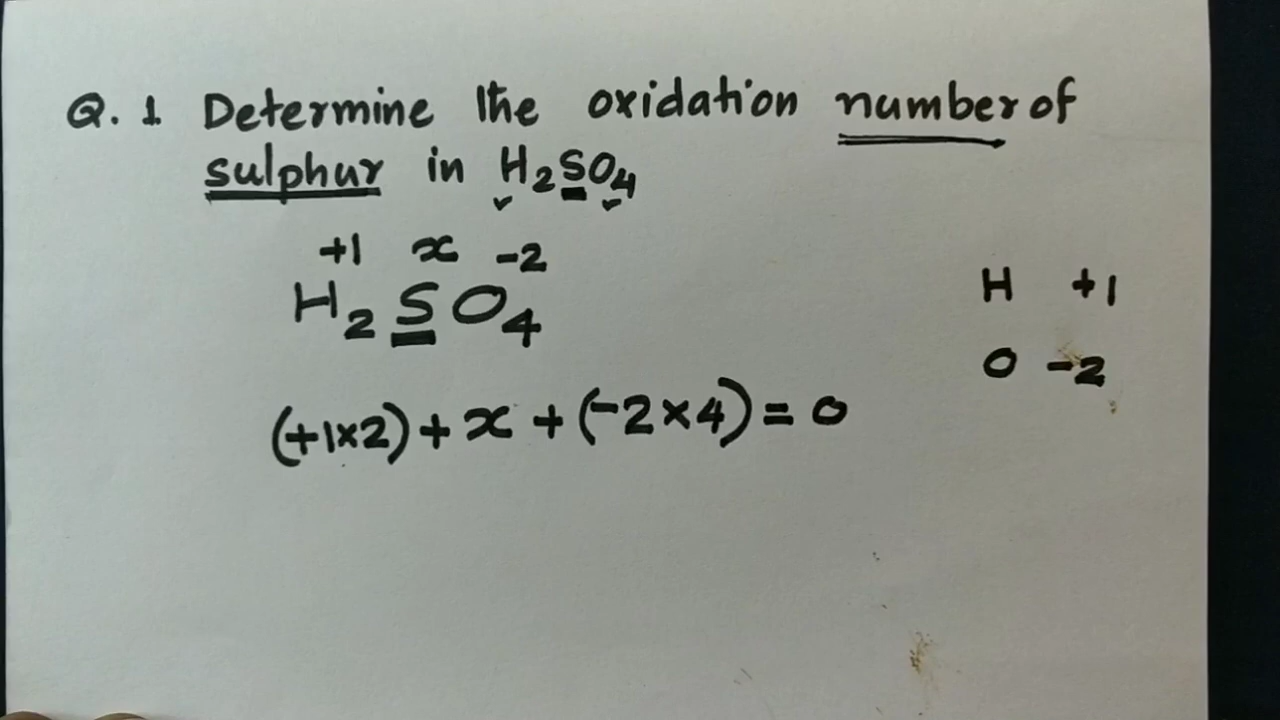 Q. 1 Determine the oxidation number of
sulphur in H₂SO₄
+1 x -2
H₂SO₄
H +1
O -2
(+1×2)+x+(-2×4)=0